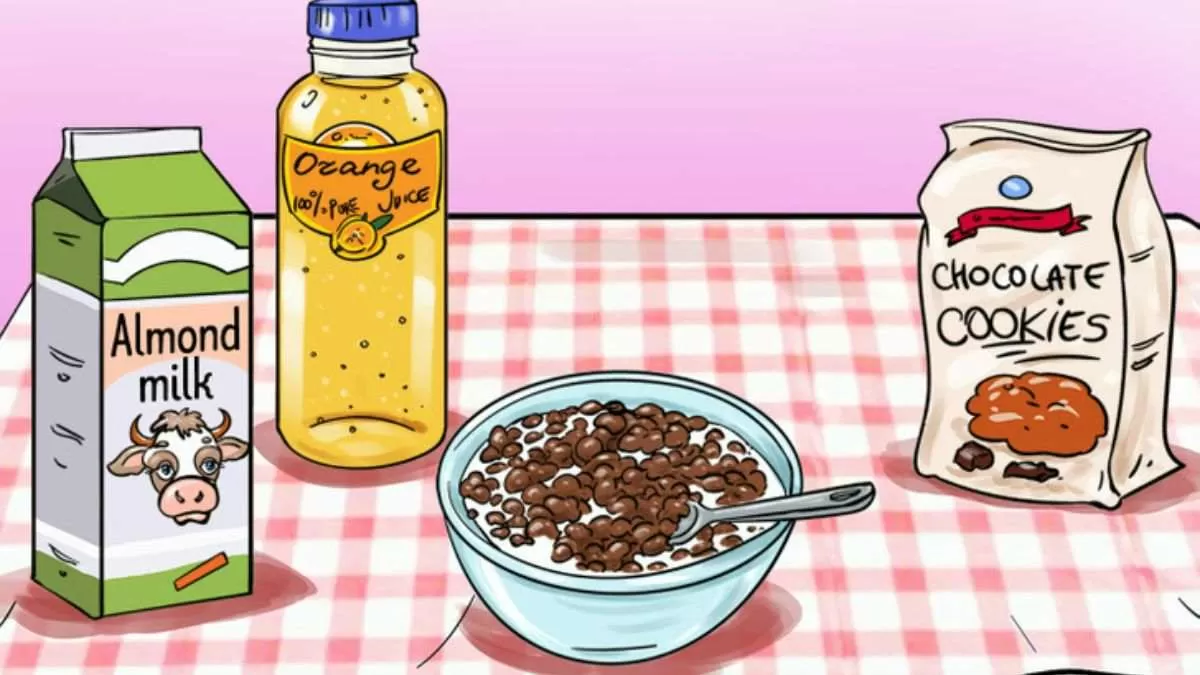 Almond
milk
Orange
100% PURE JUICE
CHOCOLATE
COOKIES